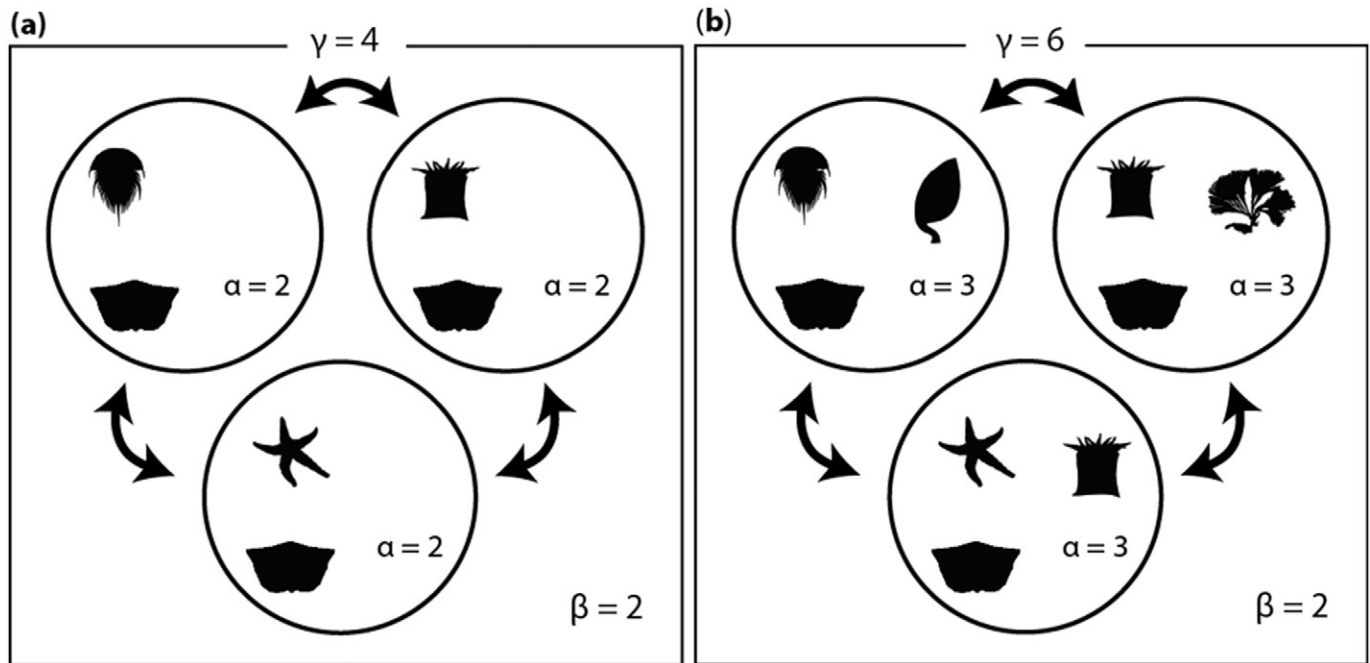 (a)
γ = 4
α = 2
α = 2
α = 2
β = 2
(b)
γ = 6
α = 3
α = 3
α = 3
β = 2